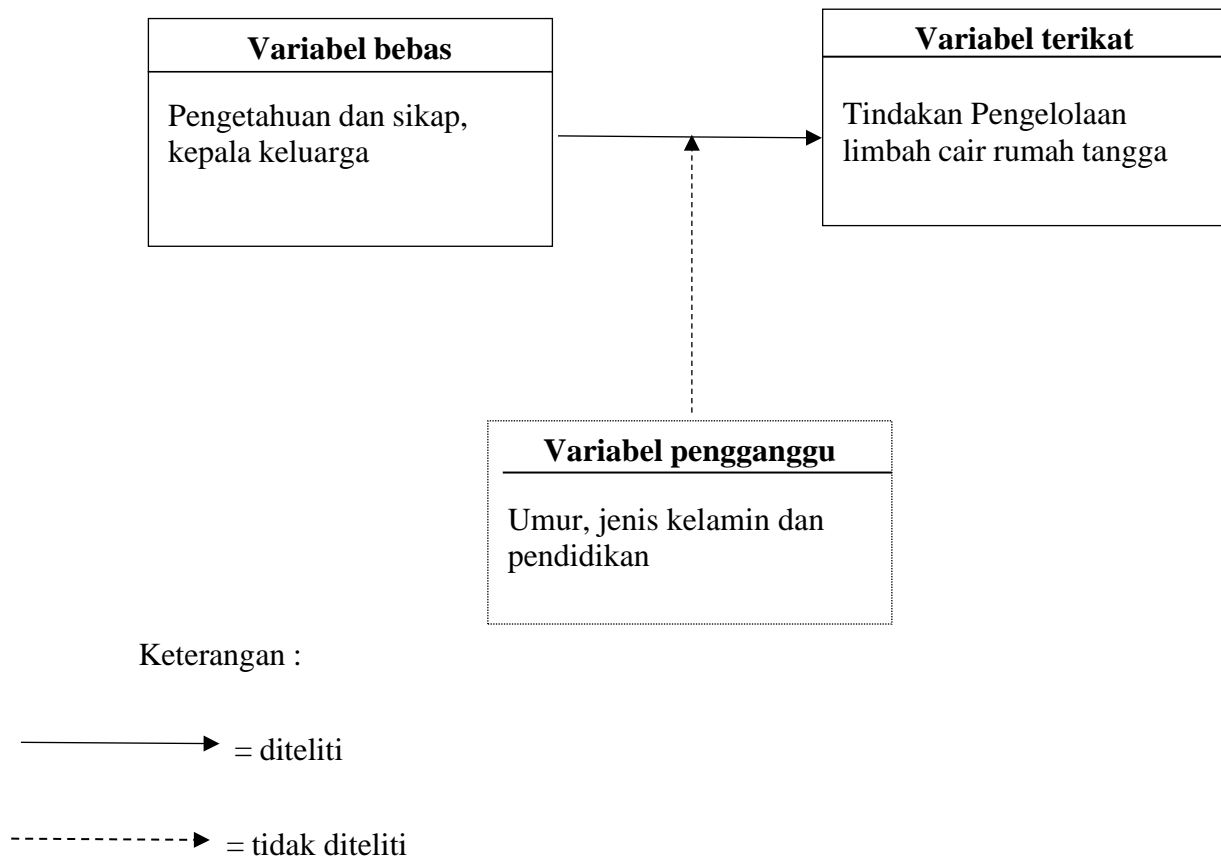 Variabel bebas
Pengetahuan dan sikap,
kepala keluarga
Variabel terikat
Tindakan Pengelolaan
limbah cair rumah tangga
Variabel pengganggu
Umur, jenis kelamin dan
pendidikan
Keterangan :
= diteliti
= tidak diteliti